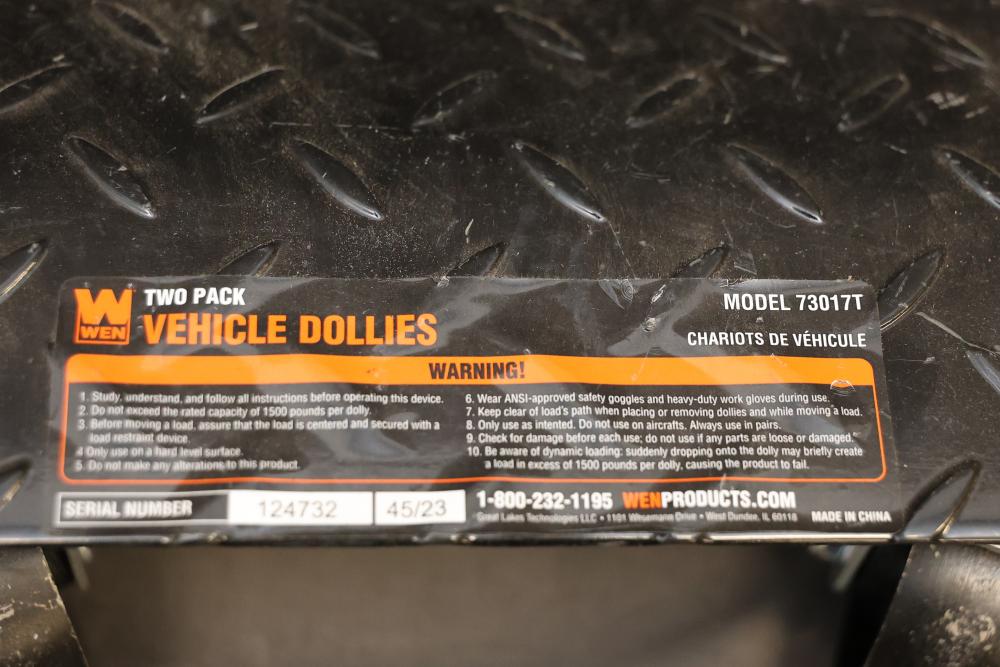 WEN
TWO PACK
VEHICLE DOLLIES
MODEL 73017T
CHARIOTS DE VÉHICULE
WARNING!
1. Study, understand, and follow all instructions before operating this device.
2. Do not exceed the rated capacity of 1500 pounds per dolly.
3. Before moving a load, assure that the load is centered and secured with a
load restraint device.
4 Only use on a hard level surface.
5. Do not make any alterations to this product.
6. Wear ANSI-approved safety goggles and heavy-duty work gloves during use.
7. Keep clear of load's path when placing or removing dollies and while moving a load.
8. Only use as intended. Do not use on aircrafts. Always use in pairs.
9. Check for damage before each use; do not use if any parts are loose or damaged.
10. Be aware of dynamic loading: suddenly dropping onto the dolly may briefly create
a load in excess of 1500 pounds per dolly, causing the product to fail.
SERIAL NUMBER 124732 45/23
1-800-232-1195 WENPRODUCTS.COM
Great Lakes Technologies LLC • 1101 Wesemann Drive • West Dundee, IL 60118 MADE IN CHINA